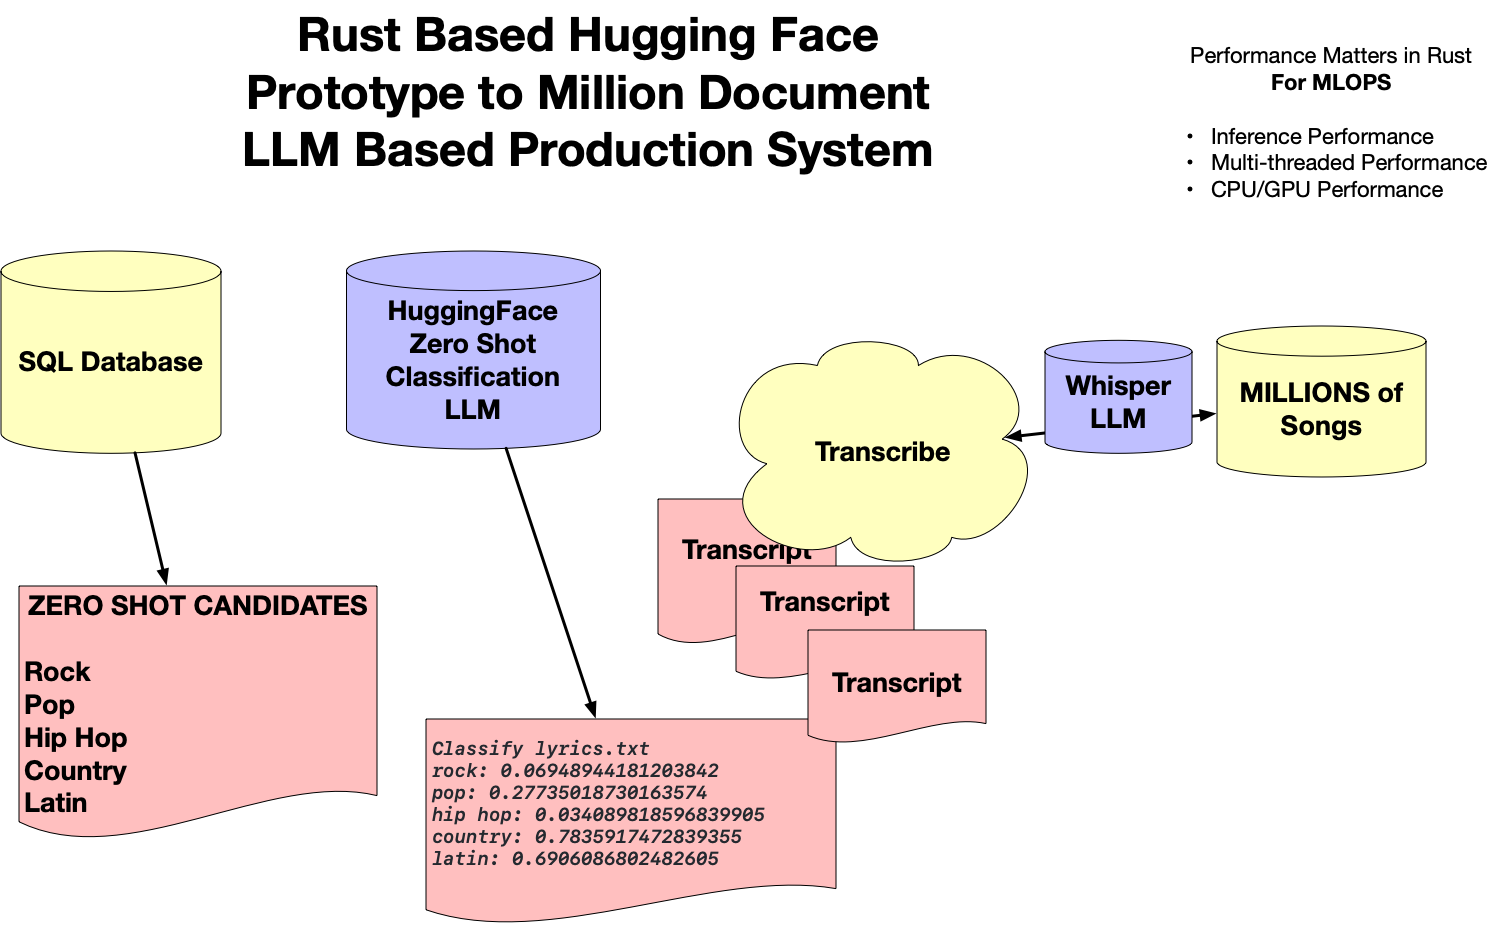 Rust Based Hugging Face
Prototype to Million Document
LLM Based Production System
Performance Matters in Rust
For MLOPS
• Inference Performance
• Multi-threaded Performance
• CPU/GPU Performance
SQL Database
HuggingFace
Zero Shot
Classification
LLM
Transcribe
Whisper
LLM
MILLIONS of
Songs
Transcript
Transcript
Transcript
ZERO SHOT CANDIDATES
Rock
Pop
Hip Hop
Country
Latin
Classify lyrics.txt
rock: 0.06948944181203842
pop: 0.27735018730163574
hip hop: 0.034089818596839905
country: 0.7835917472839355
latin: 0.6906086802482605